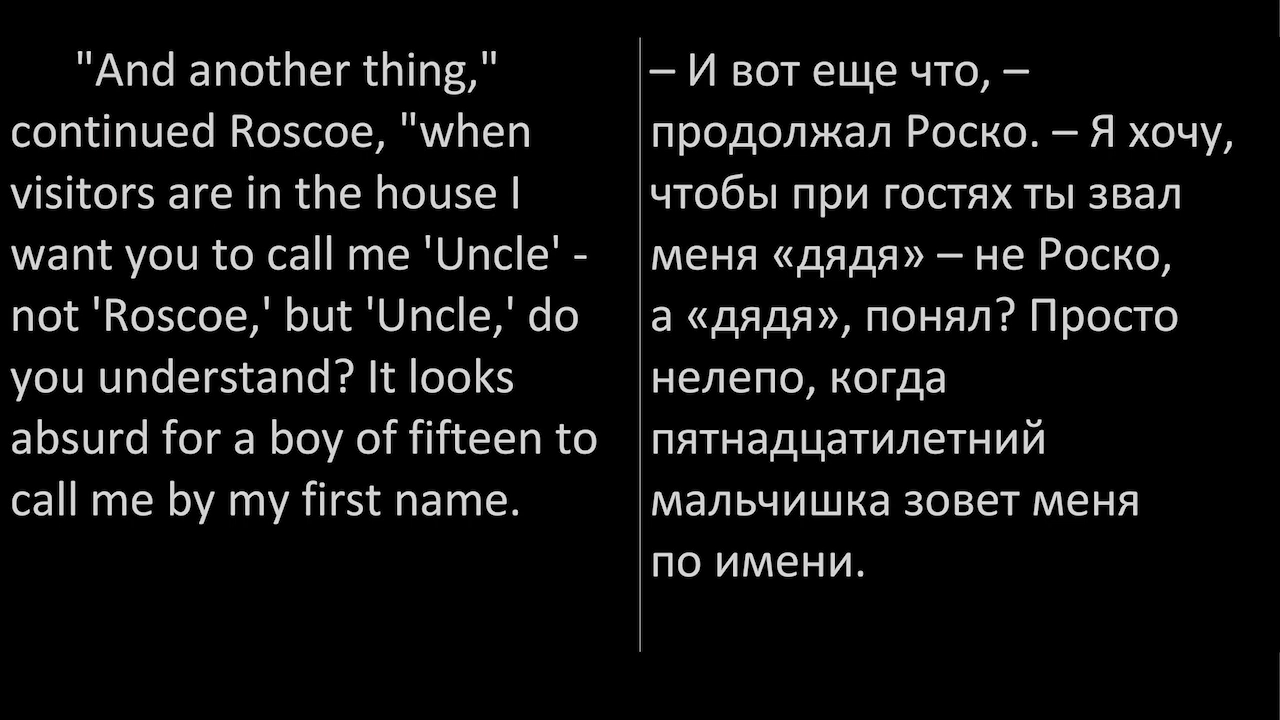 "And another thing,"
continued Roscoe, "when
visitors are in the house I
want you to call me 'Uncle' -
not 'Roscoe,' but 'Uncle,' do
you understand? It looks
absurd for a boy of fifteen to
call me by my first name.
– И вот еще что, –
продолжал Роско. – Я хочу,
чтобы при гостях ты звал
меня «дядя» – не Роско,
а «дядя», понял? Просто
нелепо, когда
пятнадцатилетний
мальчишка зовет меня
по имени.